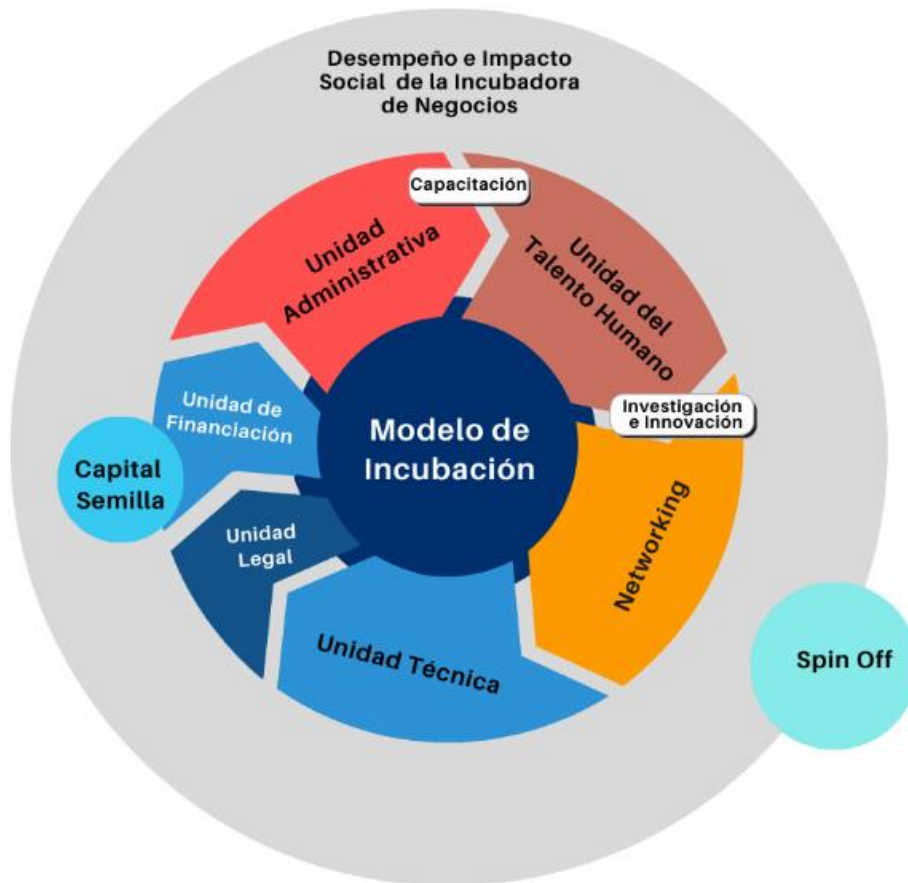 Desempeño e Impacto
Social de la Incubadora
de Negocios
Capacitación
Unidad
Administrativa
Unidad del
Talento Humano
Unidad de
Financiación
Investigación
e Innovación
Modelo de
Incubación
Capital
Semilla
Unidad
Legal
Networking
Unidad Técnica
Spin Off